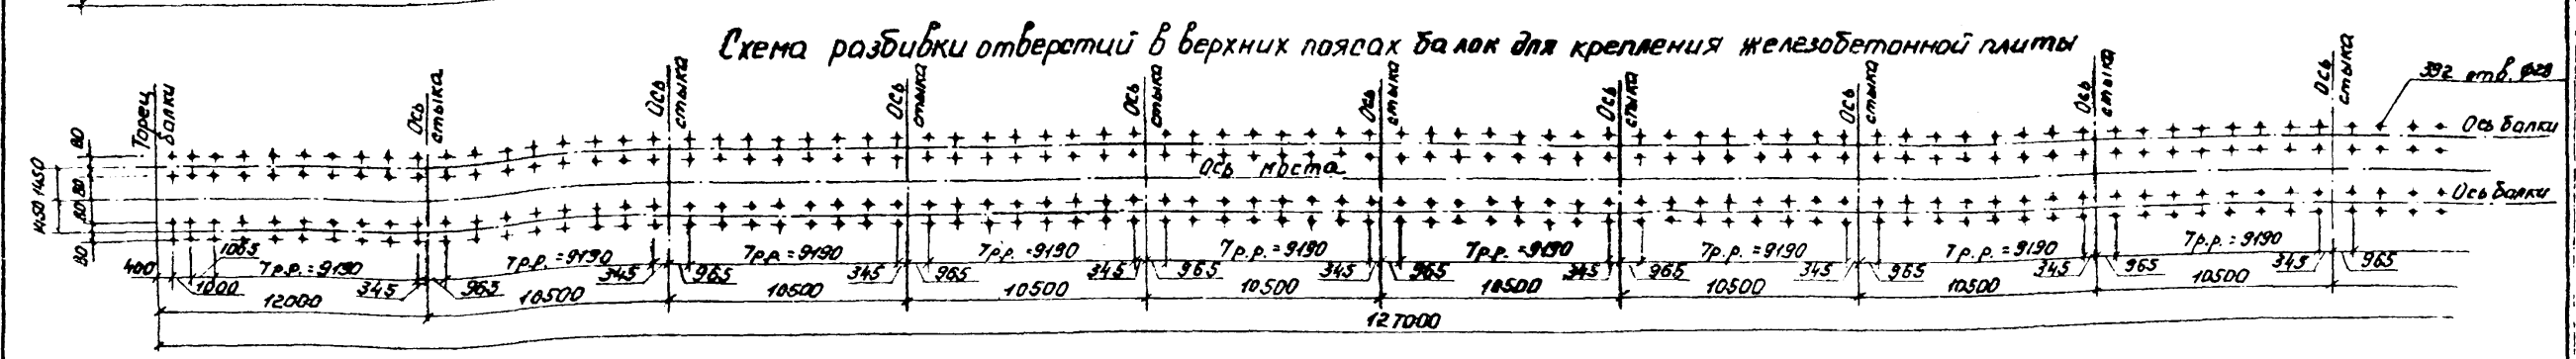 Схема разбивки отверстий в верхних поясах балок для крепления железобетонной плиты
Торец балки
Ось стыка
Ось стыка
Ось стыка
Ось стыка
Ось стыка
Ось стыка
Ось стыка
Ось стыка
Ось стыка
392 отв. ф28
Ось балки
Ось моста
Ось балки
80
1450
80
1450
80
80
400
1000
1065
7р.р.=9190
345
965
7р.р.=9190
345
965
7р.р.=9190
345
965
7р.р.=9190
345
965
7р.р.=9190
345
965
7р.р.=9190
345
965
7р.р.=9190
345
965
7р.р.=9190
345
965
7р.р.=9190
345
965
12000
10500
10500
10500
10500
10500
10500
10500
10500
127000